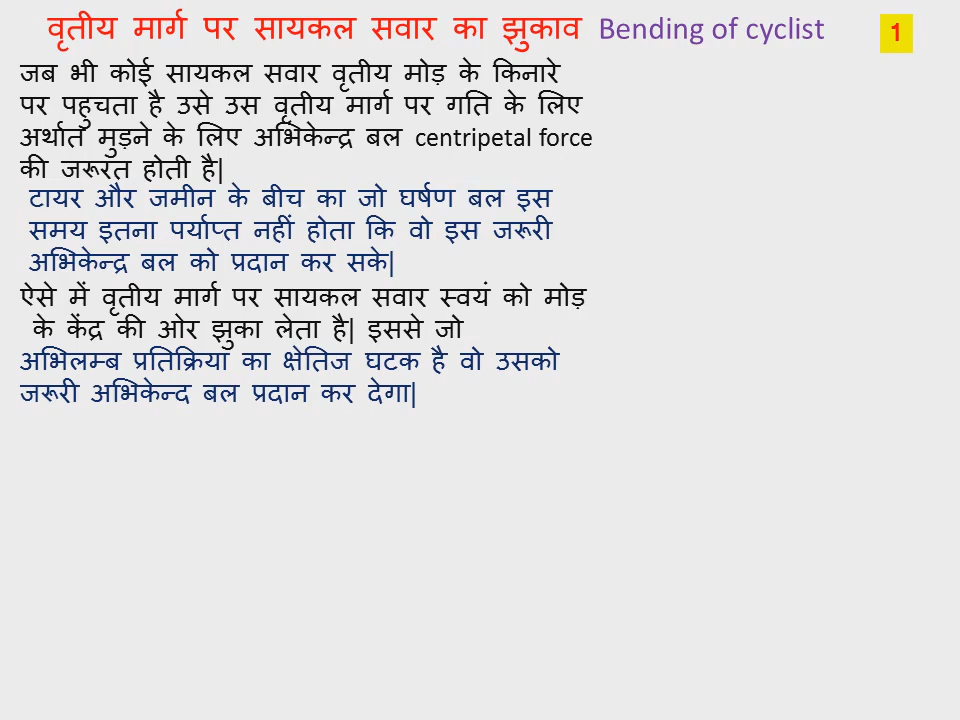 वृतीय मार्ग पर सायकल सवार का झुकाव Bending of cyclist
1
जब भी कोई सायकल सवार वृतीय मोड़ के किनारे
पर पहुचता है उसे उस वृतीय मार्ग पर गति के लिए
अर्थात मुड़ने के लिए अभिकेन्द्र बल centripetal force
की जरूरत होती है|
टायर और जमीन के बीच का जो घर्षण बल इस
समय इतना पर्याप्त नहीं होता कि वो इस जरूरी
अभिकेन्द्र बल को प्रदान कर सके|
ऐसे में वृतीय मार्ग पर सायकल सवार स्वयं को मोड़
के केंद्र की ओर झुका लेता है| इससे जो
अभिलम्ब प्रतिक्रिया का क्षेतिज घटक है वो उसको
जरूरी अभिकेन्द बल प्रदान कर देगा|